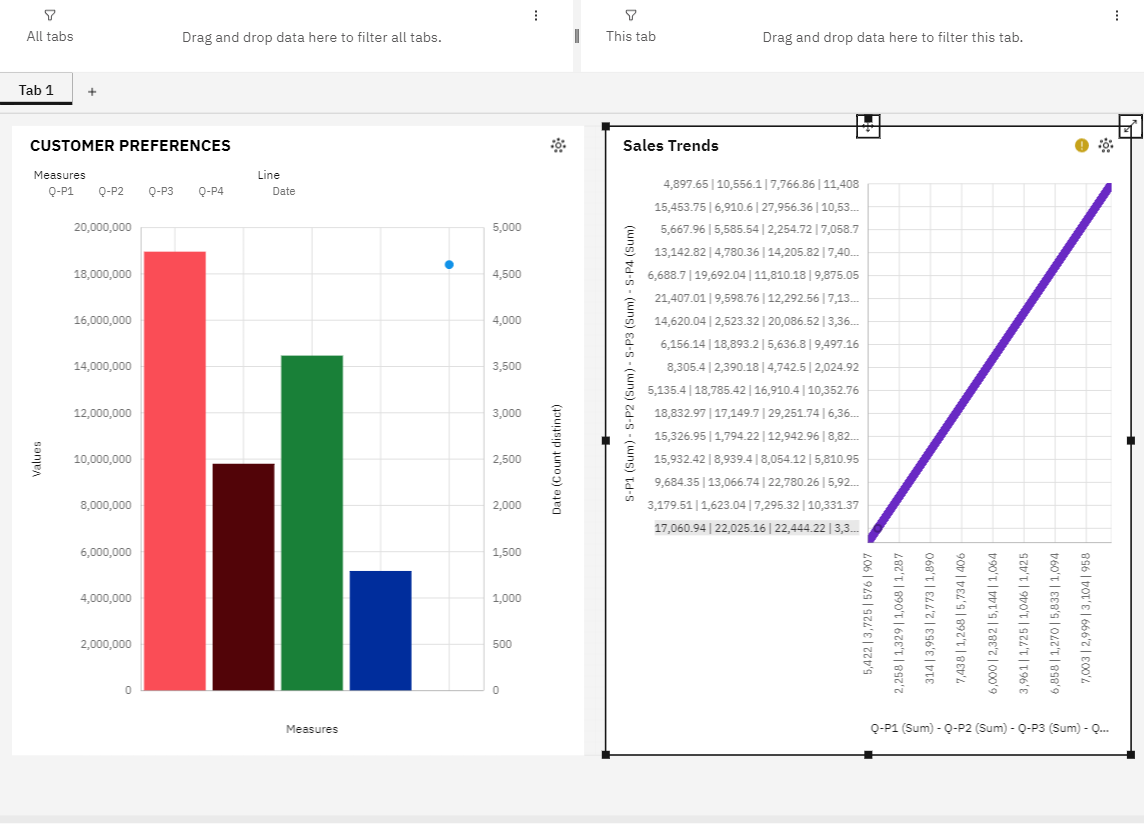 All tabs
Drag and drop data here to filter all tabs.
This tab
Drag and drop data here to filter this tab.
Tab 1
+
CUSTOMER PREFERENCES
Measures
Line
Q-P1 Q-P2 Q-P3 Q-P4
Date
20,000,000
18,000,000
16,000,000
14,000,000
12,000,000
10,000,000
8,000,000
6,000,000
4,000,000
2,000,000
0
Values
5,000
4,500
4,000
3,500
3,000
2,500
2,000
1,500
1,000
500
0
Date (Count distinct)
Measures
Sales Trends
4,897.65 | 10,556.1 | 7,766.86 | 11,408
15,453.75 | 6,910.6 | 27,956.36 | 10,53...
5,667.96 | 5,585.54 | 2,254.72 | 7,058.7
13,142.82 | 4,780.36 | 14,205.82 | 7,40...
6,688.7 | 19,692.04 | 11,810.18 | 9,875.05
21,407.01 | 9,598.76 | 12,292.56 | 7,13...
14,620.04 | 2,523.32 | 20,086.52 | 3,36...
6,156.14 | 18,893.2 | 5,636.8 | 9,497.16
8,305.4 | 2,390.18 | 4,742.5 | 2,024.92
5,135.4 | 18,785.42 | 16,910.4 | 10,352.76
18,832.97 | 17,149.7 | 29,251.74 | 6,36...
15,326.95 | 1,794.22 | 12,942.96 | 8,82...
15,932.42 | 8,939.4 | 8,054.12 | 5,810.95
9,684.35 | 13,066.74 | 22,780.26 | 5,92...
3,179.51 | 1,623.04 | 7,295.32 | 10,331.37
17,060.94 | 22,025.16 | 22,444.22 | 3,3...
S-P1 (Sum) - S-P2 (Sum) - S-P3 (Sum) - S-P4 (Sum)
5,422 | 3,725 | 576 | 907
2,258 | 1,329 | 1,068 | 1,287
314 | 3,953 | 2,773 | 1,890
7,438 | 1,268 | 5,734 | 406
6,000 | 2,382 | 5,144 | 1,064
3,961 | 1,725 | 1,046 | 1,425
6,858 | 1,270 | 5,833 | 1,094
7,003 | 2,999 | 3,104 | 958
Q-P1 (Sum) - Q-P2 (Sum) - Q-P3 (Sum) - Q...